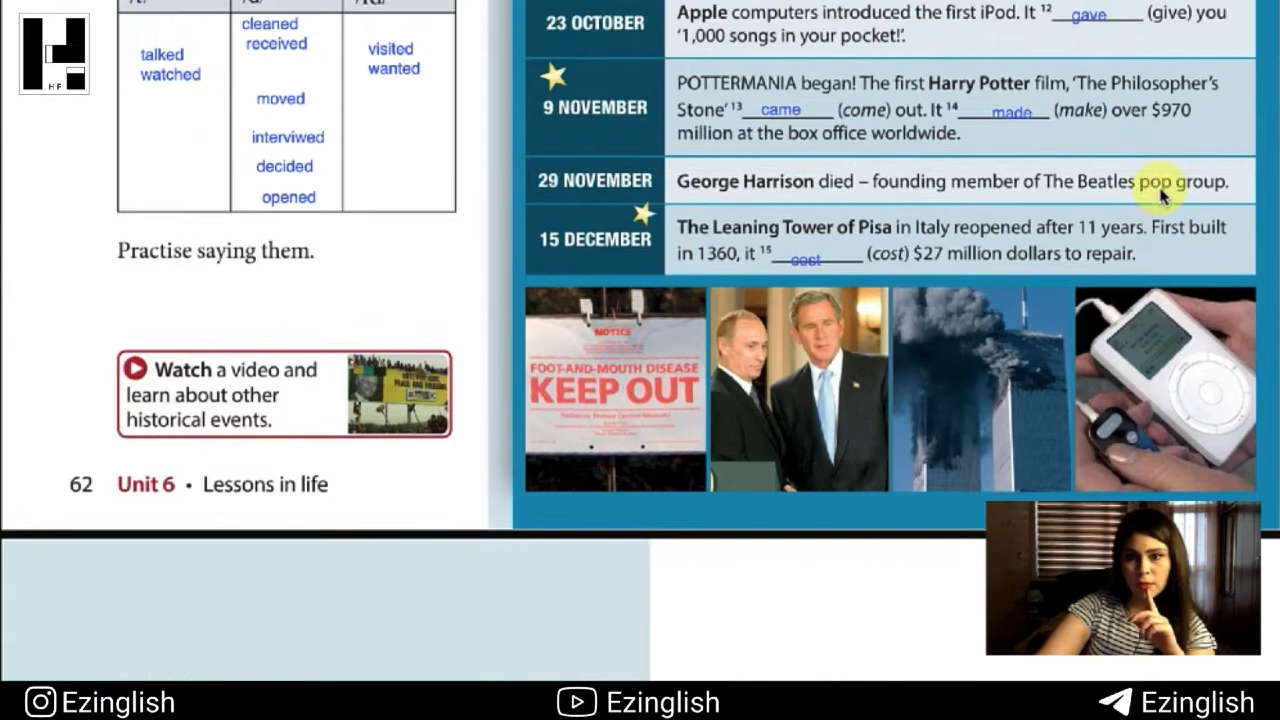 HF
cleaned
received
talked
watched
visited
wanted
moved
interviwed
decided
opened
Practise saying them.
Watch a video and
learn about other
historical events.
62 Unit 6 • Lessons in life
23 OCTOBER
Apple computers introduced the first iPod. It 12 gave (give) you
‘1,000 songs in your pocket!’.
9 NOVEMBER
POTTERMANIA began! The first Harry Potter film, ‘The Philosopher’s
Stone’ 13 came (come) out. It 14 made (make) over $970
million at the box office worldwide.
29 NOVEMBER
George Harrison died – founding member of The Beatles pop group.
15 DECEMBER
The Leaning Tower of Pisa in Italy reopened after 11 years. First built
in 1360, it 15 cost (cost) $27 million dollars to repair.
NOTICE
FOOT-AND-MOUTH DISEASE
KEEP OUT
Ezinglish
Ezinglish
Ezinglish